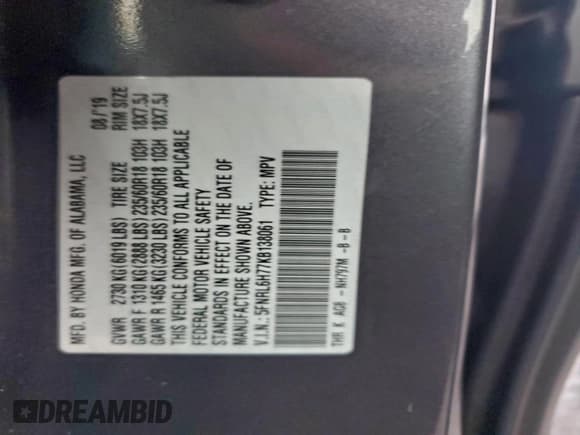 MFD. BY HONDA MFG. OF ALABAMA, LLC 08/'19
GVWR 2730 KG(6019 LBS) TIRE SIZE RIM SIZE
GAWR F 1310 KG(2888 LBS) 235/60R18 103H 18X7.5J
GAWR R 1465 KG(3230 LBS) 235/60R18 103H 18X7.5J
THIS VEHICLE CONFORMS TO ALL APPLICABLE
FEDERAL MOTOR VEHICLE SAFETY
STANDARDS IN EFFECT ON THE DATE OF
MANUFACTURE SHOWN ABOVE.
V.I.N.: 5FNRL6H77KB138061 TYPE: MPV
THR K AG8 -NH797M -B-B
DREAMBID